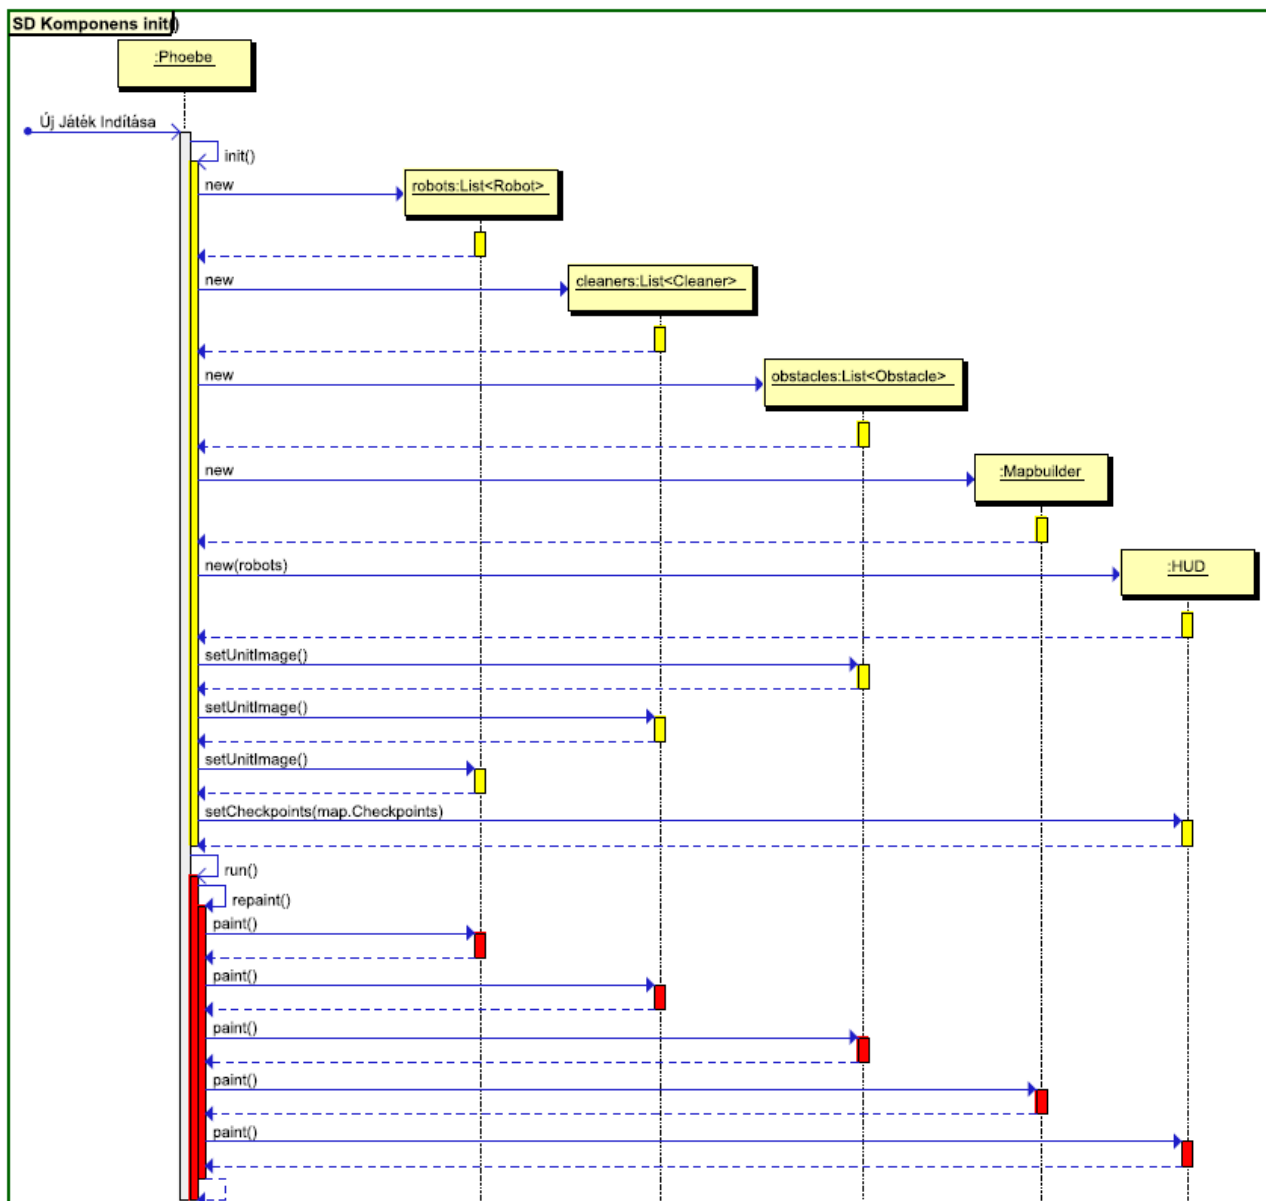 SD Komponens init()
:Phoebe
Új Játék Indítása
init()
new
robots:List<Robot>
new
cleaners:List<Cleaner>
new
obstacles:List<Obstacle>
new
:Mapbuilder
new(robots)
:HUD
setUnitImage()
setUnitImage()
setUnitImage()
setCheckpoints(map.Checkpoints)
run()
repaint()
paint()
paint()
paint()
paint()
paint()